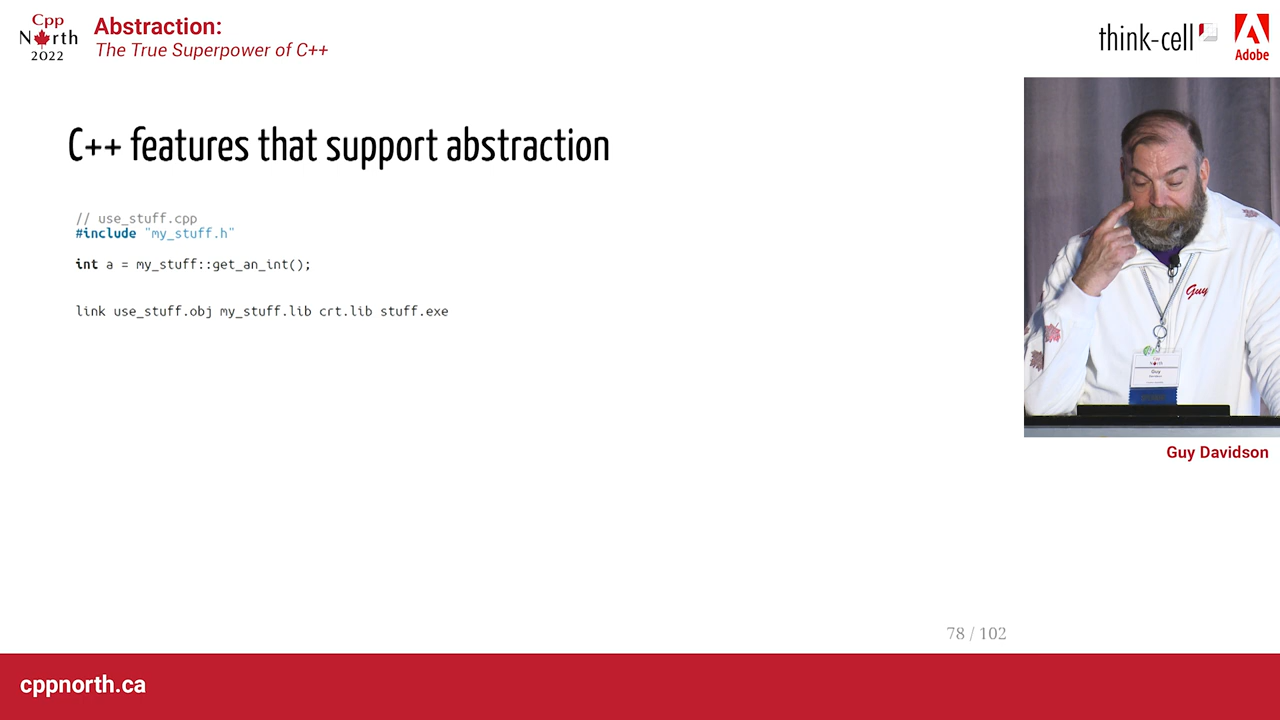 Cpp
North
2022
Abstraction:
The True Superpower of C++
think-cell
Adobe
C++ features that support abstraction
// use_stuff.cpp
#include "my_stuff.h"
int a = my_stuff::get_an_int();
link use_stuff.obj my_stuff.lib crt.lib stuff.exe
Guy
Guy
Guy Davidson
78 / 102
cppnorth.ca